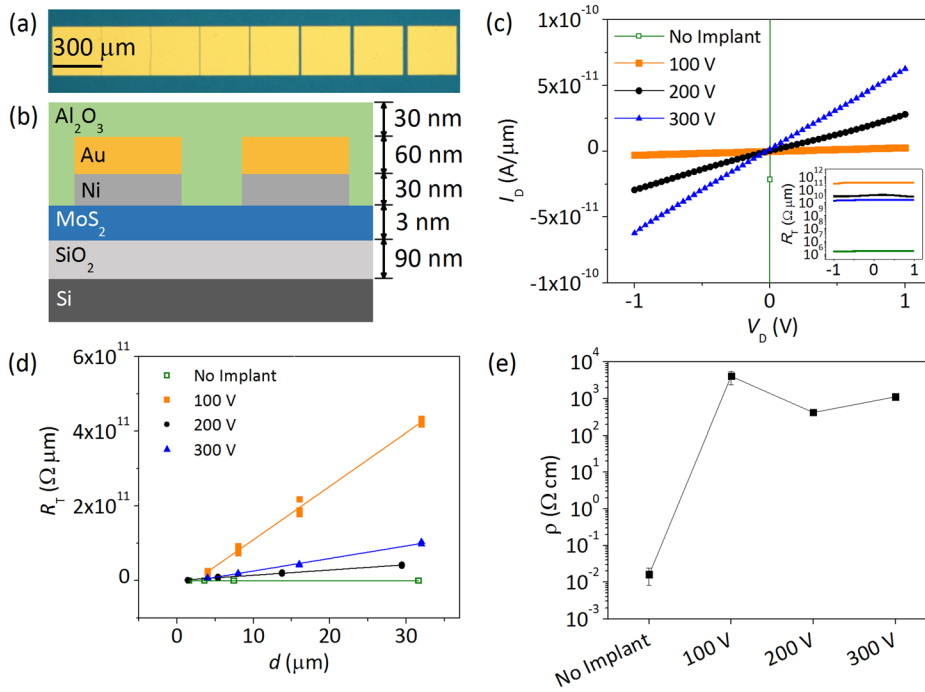 (a)
300 μm
(b)
Al₂O₃
Au
Ni
MoS₂
SiO₂
Si
30 nm
60 nm
30 nm
3 nm
90 nm
(c)
No Implant
100 V
200 V
300 V
I_D (A/μm)
1x10⁻¹⁰
5x10⁻¹¹
0
-5x10⁻¹¹
-1x10⁻¹⁰
-1
0
1
V_D (V)
R_T (Ω μm)
10¹²
10¹¹
10¹⁰
10⁹
10⁸
10⁷
10⁶
10⁵
-1
0
1
(d)
No Implant
100 V
200 V
300 V
R_T (Ω μm)
6x10¹¹
4x10¹¹
2x10¹¹
0
0
10
20
30
d (μm)
(e)
ρ (Ω cm)
10⁴
10³
10²
10¹
10⁰
10⁻¹
10⁻²
10⁻³
No Implant
100 V
200 V
300 V